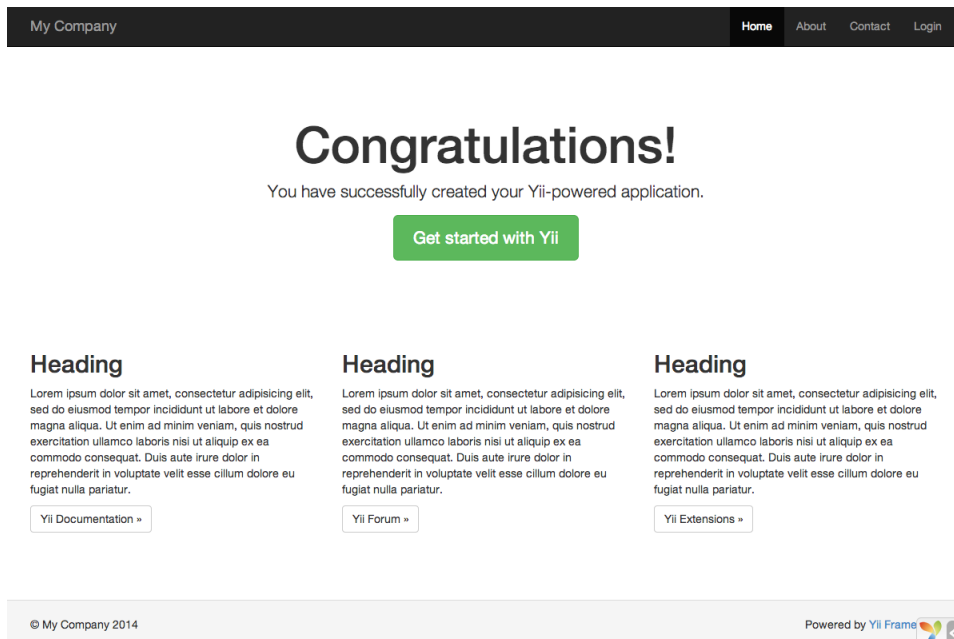 My Company
Home About Contact Login
Congratulations!
You have successfully created your Yii-powered application.
Get started with Yii
Heading
Lorem ipsum dolor sit amet, consectetur adipisicing elit,
sed do eiusmod tempor incididunt ut labore et dolore
magna aliqua. Ut enim ad minim veniam, quis nostrud
exercitation ullamco laboris nisi ut aliquip ex ea
commodo consequat. Duis aute irure dolor in
reprehenderit in voluptate velit esse cillum dolore eu
fugiat nulla pariatur.
Yii Documentation »
Heading
Lorem ipsum dolor sit amet, consectetur adipisicing elit,
sed do eiusmod tempor incididunt ut labore et dolore
magna aliqua. Ut enim ad minim veniam, quis nostrud
exercitation ullamco laboris nisi ut aliquip ex ea
commodo consequat. Duis aute irure dolor in
reprehenderit in voluptate velit esse cillum dolore eu
fugiat nulla pariatur.
Yii Forum »
Heading
Lorem ipsum dolor sit amet, consectetur adipisicing elit,
sed do eiusmod tempor incididunt ut labore et dolore
magna aliqua. Ut enim ad minim veniam, quis nostrud
exercitation ullamco laboris nisi ut aliquip ex ea
commodo consequat. Duis aute irure dolor in
reprehenderit in voluptate velit esse cillum dolore eu
fugiat nulla pariatur.
Yii Extensions »
© My Company 2014
Powered by Yii Frame